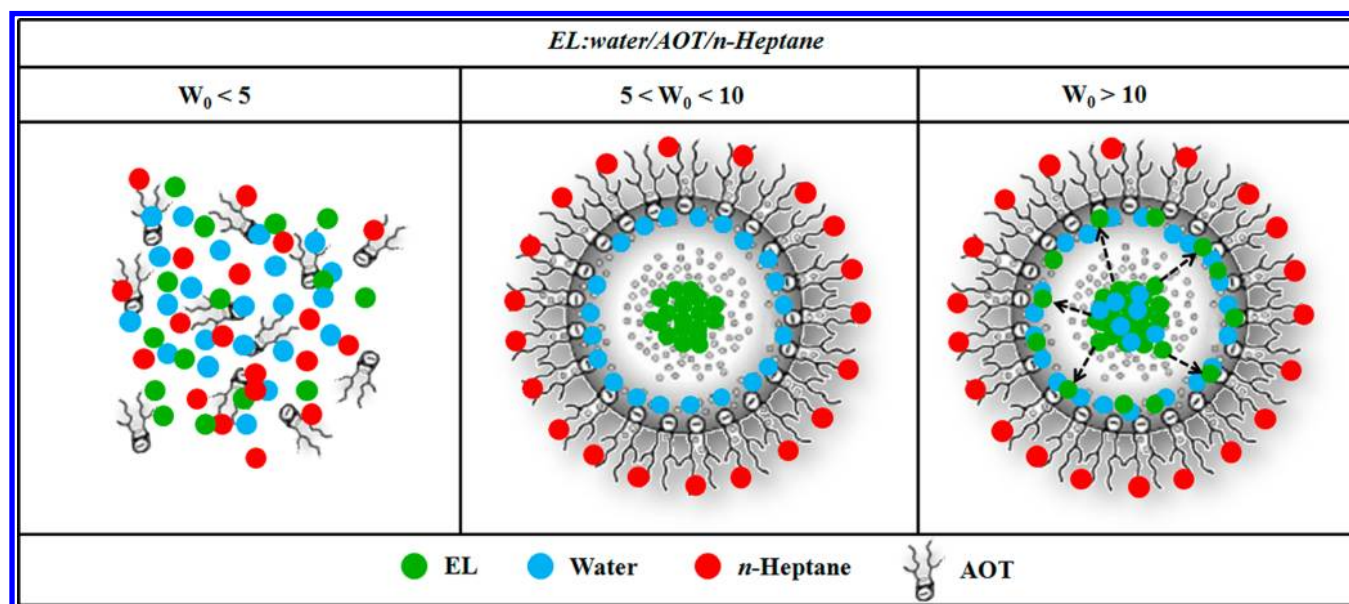 EL:water/AOT/n-Heptane
W₀ < 5
5 < W₀ < 10
W₀ > 10
EL
Water
n-Heptane
AOT